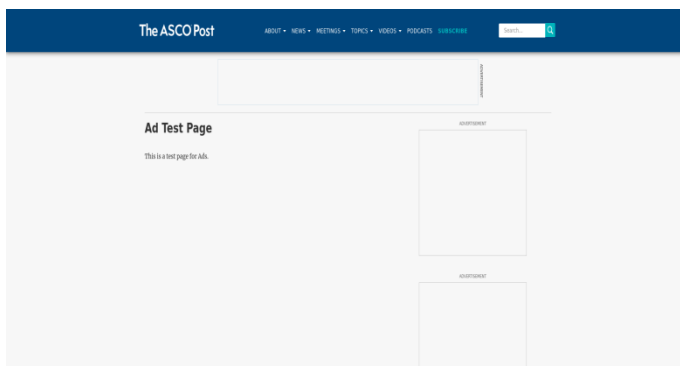 The ASCO Post
ABOUT NEWS MEETINGS TOPICS VIDEOS PODCASTS SUBSCRIBE
Search...
ADVERTISEMENT
Ad Test Page
This is a test page for Ads.
ADVERTISEMENT
ADVERTISEMENT